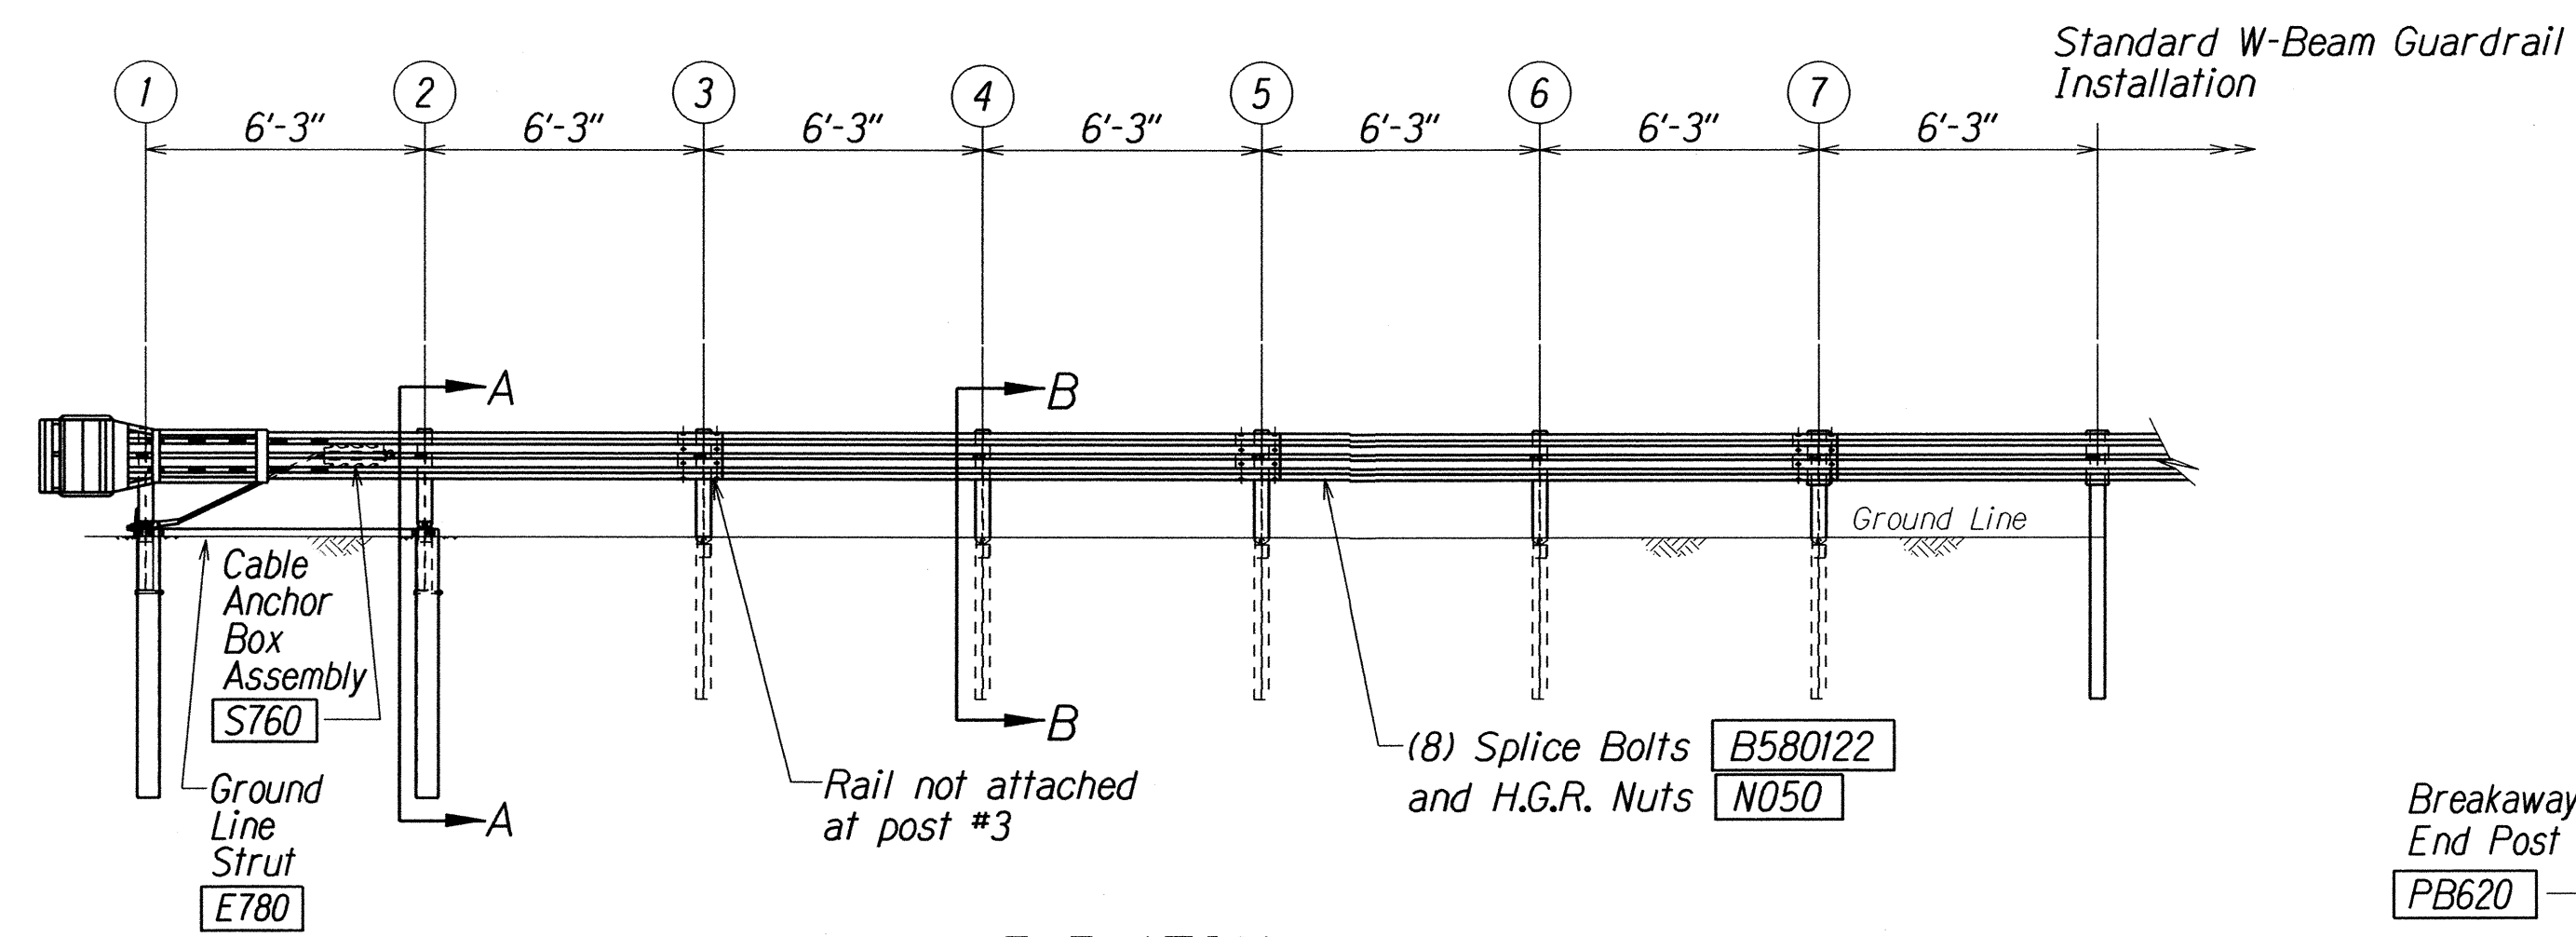 Standard W-Beam Guardrail
Installation
1 2 3 4 5 6 7
6'-3" 6'-3" 6'-3" 6'-3" 6'-3" 6'-3" 6'-3"
A
B
Ground Line
Cable
Anchor
Box
Assembly
S760
B
A
(8) Splice Bolts B580122
and H.G.R. Nuts N050
Rail not attached
at post #3
Ground
Line
Strut
E780
Breakaway
End Post
PB620